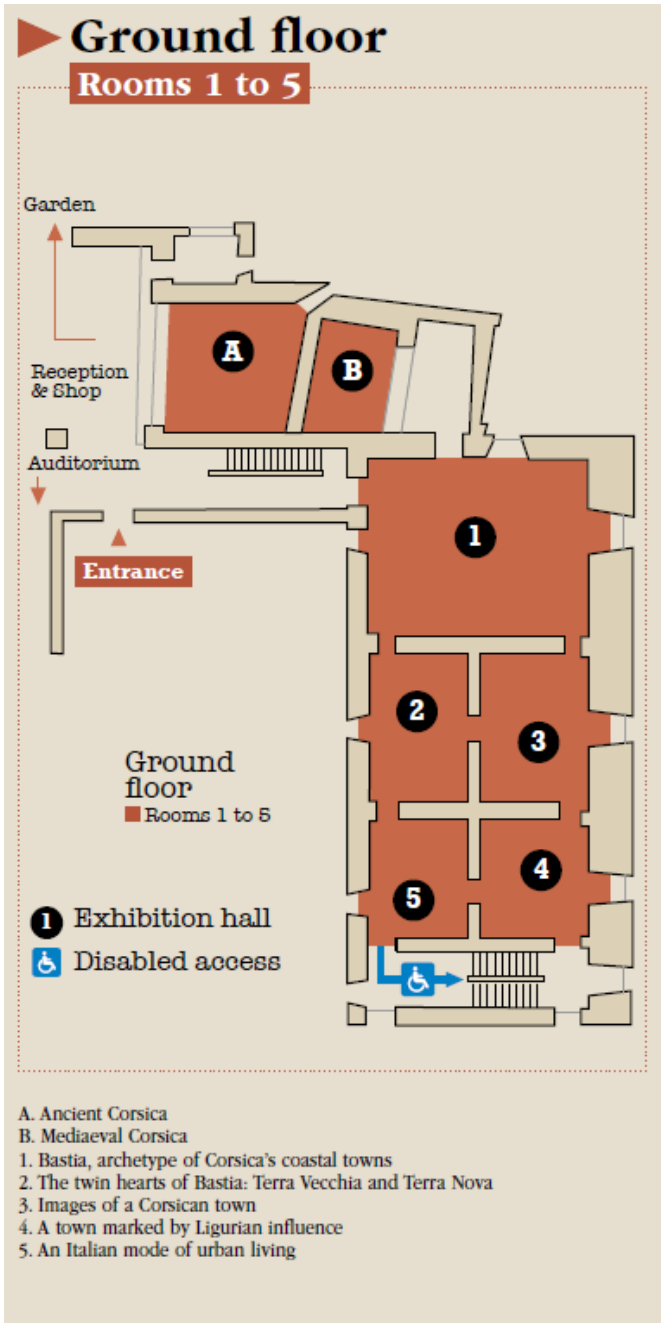 Ground floor
Rooms 1 to 5
Garden
A
B
Reception
& Shop
Auditorium
1
Entrance
2
3
Ground
floor
Rooms 1 to 5
4
5
1 Exhibition hall
Disabled access
A. Ancient Corsica
B. Mediaeval Corsica
1. Bastia, archetype of Corsica's coastal towns
2. The twin hearts of Bastia: Terra Vecchia and Terra Nova
3. Images of a Corsican town
4. A town marked by Ligurian influence
5. An Italian mode of urban living